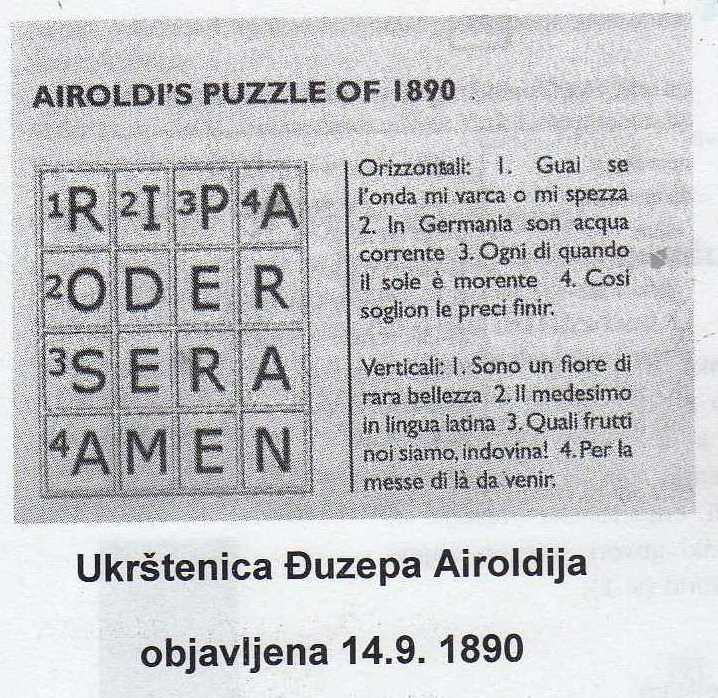 AIROLDI'S PUZZLE OF 1890
1R 2I 3P 4A
2O D E R
3S E R A
4A M E N
Orizzontali: 1. Guai se
l'onda mi varca o mi spezza
2. In Germania son acqua
corrente 3. Ogni di quando
il sole è morente 4. Cosi
soglion le preci finir.
Verticali: 1. Sono un fiore di
rara bellezza 2. Il medesimo
in lingua latina 3. Quali frutti
noi siamo, indovina! 4. Per la
messe di là da venir.
Ukrštenica Đuzepa Airoldija
objavljena 14.9. 1890